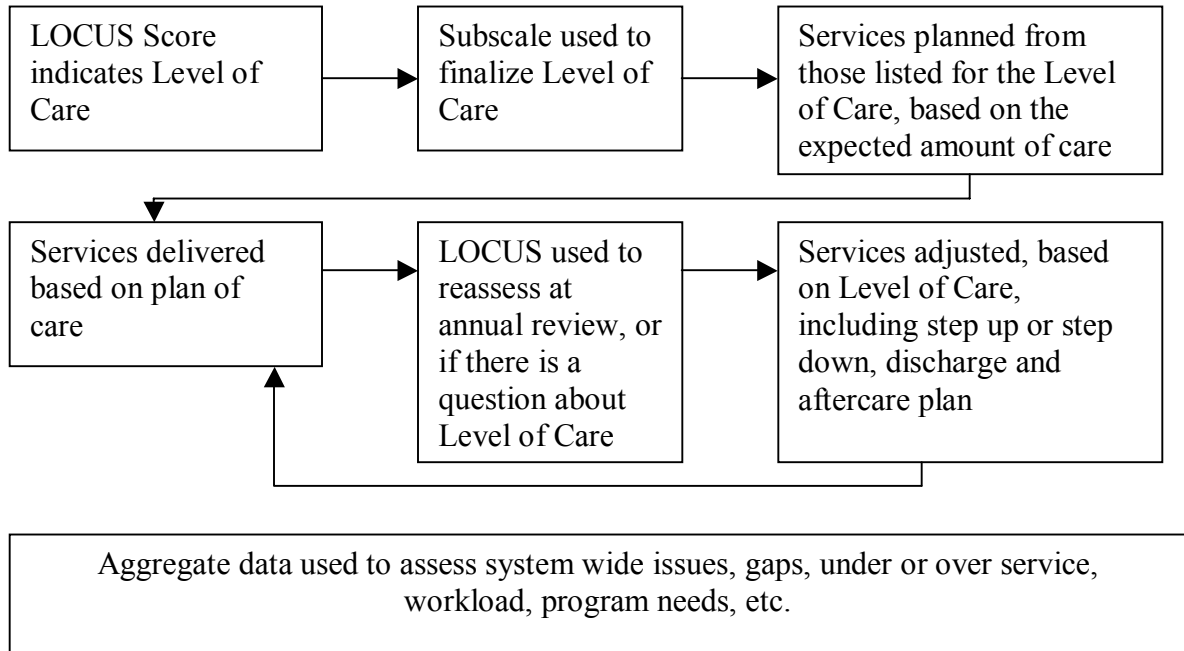 LOCUS Score
indicates Level of
Care
Subscale used to
finalize Level of
Care
Services planned from
those listed for the Level
of Care, based on the
expected amount of care
Services delivered
based on plan of
care
LOCUS used to
reassess at
annual review, or
if there is a
question about
Level of Care
Services adjusted, based
on Level of Care,
including step up or step
down, discharge and
aftercare plan
Aggregate data used to assess system wide issues, gaps, under or over service,
workload, program needs, etc.